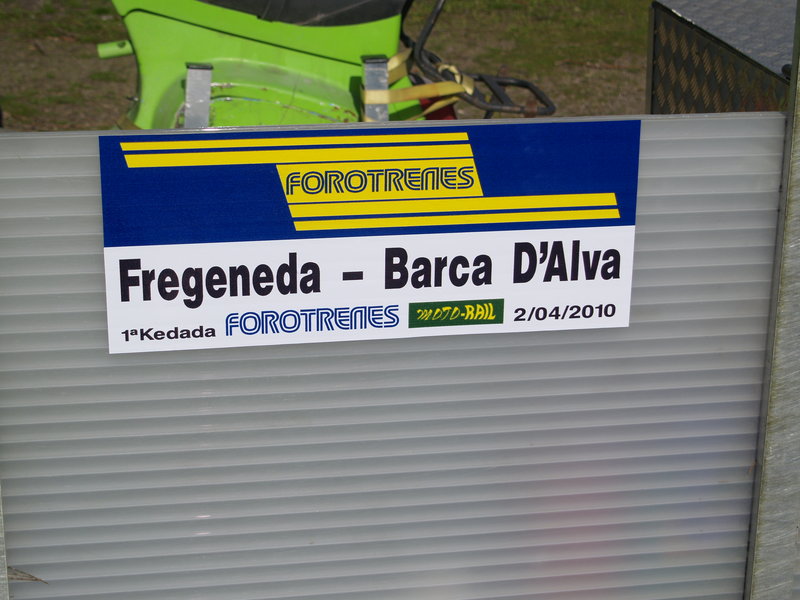 FOROTRENES
Fregeneda - Barca D'Alva
1ªKedada FOROTRENES MOTO-RAIL 2/04/2010